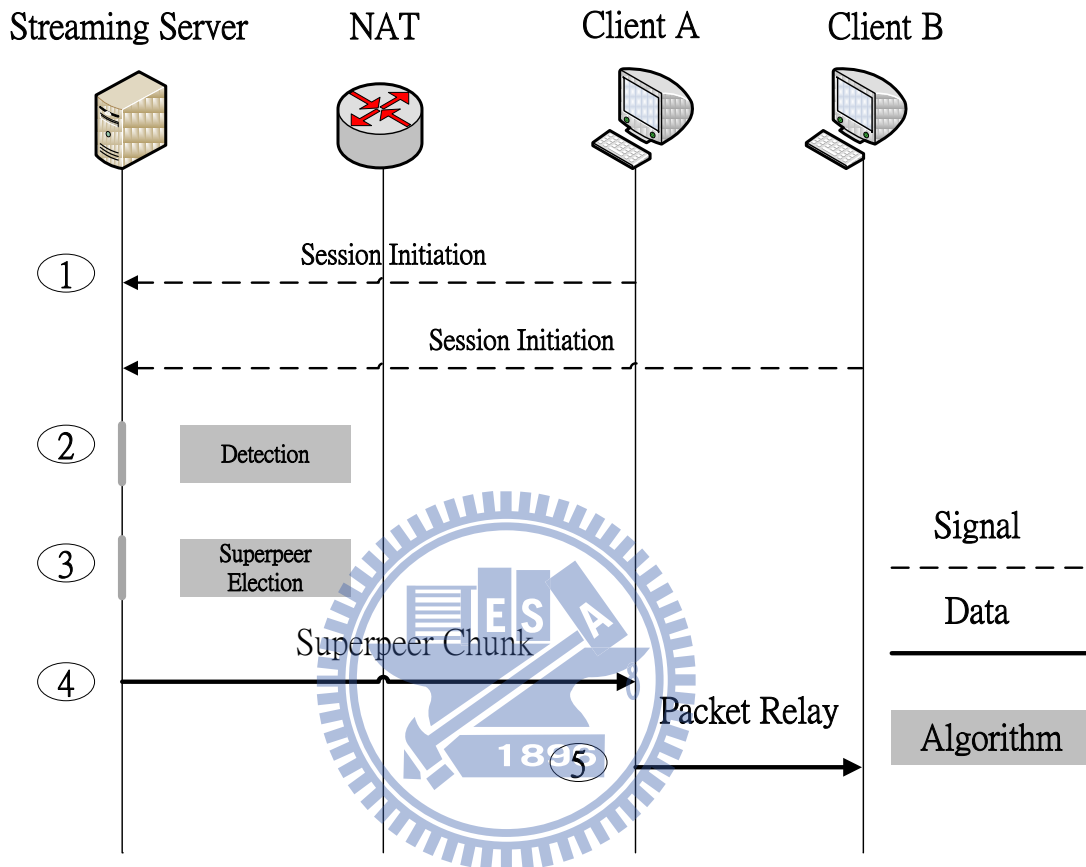 Streaming Server
NAT
Client A
Client B
Session Initiation
1
Session Initiation
2
Detection
3
Superpeer
Election
Signal
Data
E S A
Superpeer Chunk
4
Packet Relay
Algorithm
1896
5